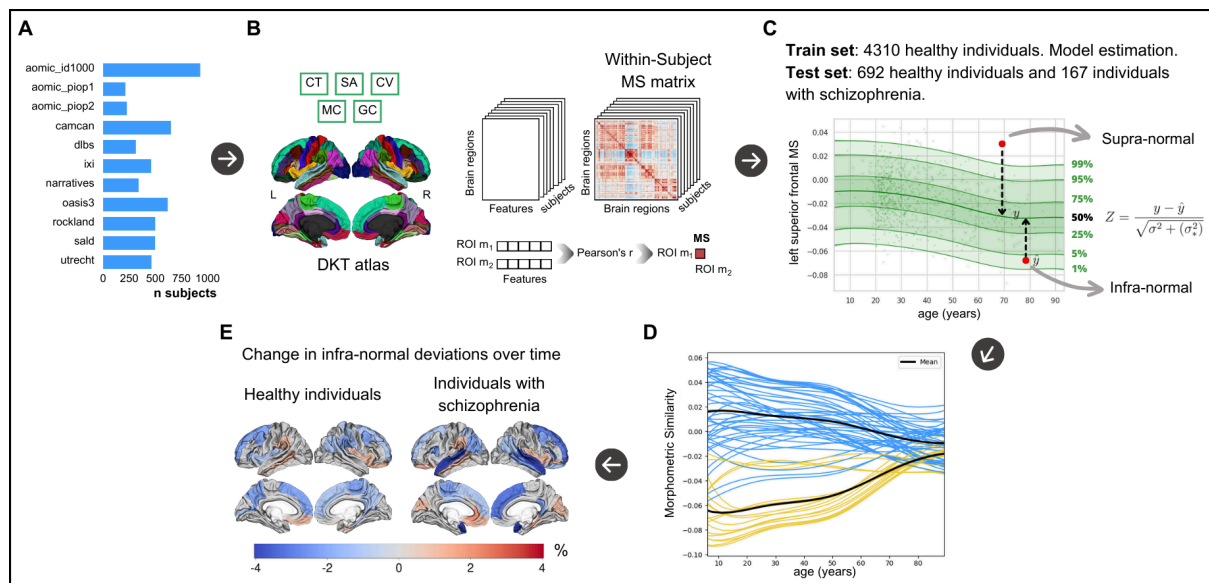 A
aomic_id1000
aomic_piop1
aomic_piop2
camcan
dlbs
ixi
narratives
oasis3
rockland
sald
utrecht
0 250 500 750 1000
n subjects
B
CT SA CV
MC GC
L R
DKT atlas
Within-Subject
MS matrix
Brain regions
Features
subjects
Brain regions
Brain regions
subjects
ROI m1
ROI m2
Features
Pearson's r
MS
ROI m1
ROI m2
C
Train set: 4310 healthy individuals. Model estimation.
Test set: 692 healthy individuals and 167 individuals
with schizophrenia.
left superior frontal MS
0.04
0.02
0.00
−0.02
−0.04
−0.06
−0.08
10 20 30 40 50 60 70 80 90
age (years)
99%
95%
75%
50%
25%
5%
1%
y
ŷ
Supra-normal
Z = (y − ŷ) / √(σ² + (σ²*))
Infra-normal
E
Change in infra-normal deviations over time
Healthy individuals
Individuals with
schizophrenia
-4 -2 0 2 4
%
D
Mean
Morphometric Similarity
0.06
0.04
0.02
0.00
−0.02
−0.04
−0.06
−0.08
−0.10
10 20 30 40 50 60 70 80
age (years)